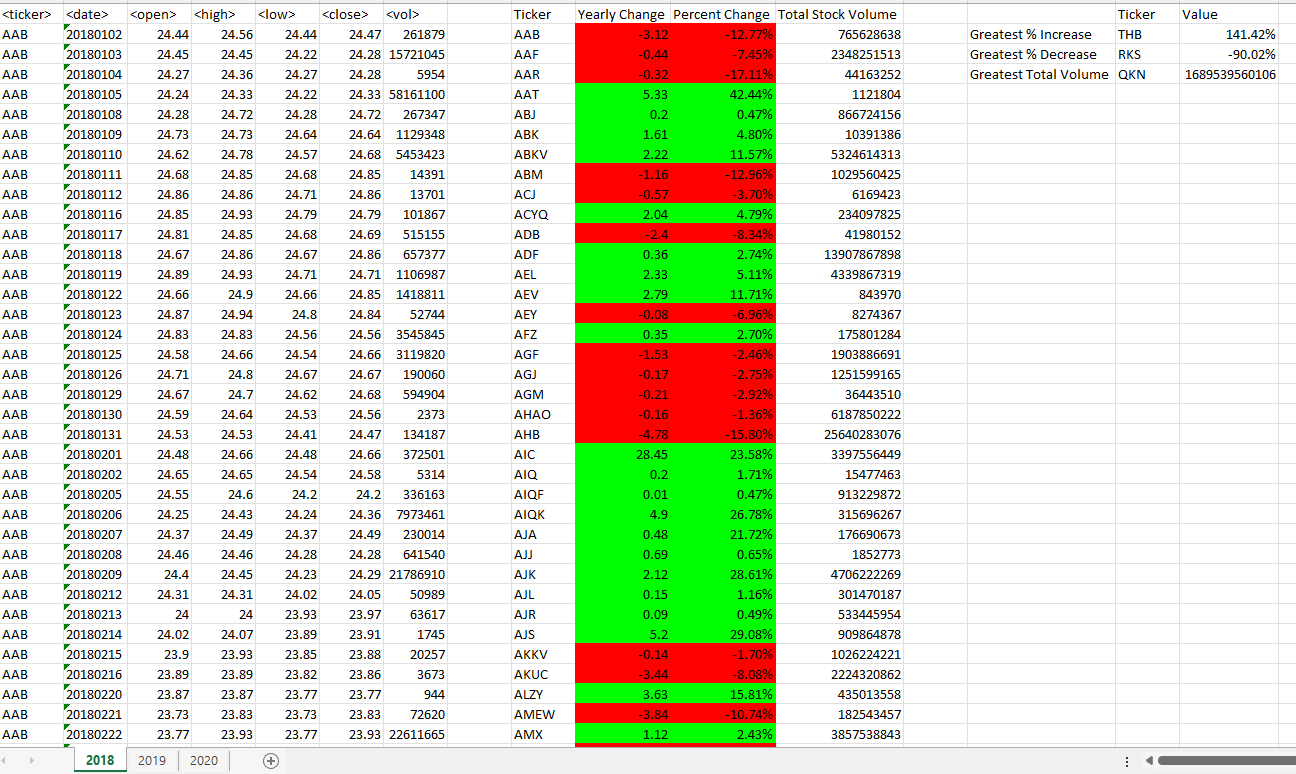 <ticker> <date> <open> <high> <low> <close> <vol> Ticker Yearly Change Percent Change Total Stock Volume Ticker Value
AAB 20180102 24.44 24.56 24.44 24.47 261879 AAB -3.12 -12.77% 765628638 Greatest % Increase THB 141.42%
AAB 20180103 24.45 24.45 24.22 24.28 15721045 AAF -0.44 -7.45% 2348251513 Greatest % Decrease RKS -90.02%
AAB 20180104 24.27 24.36 24.27 24.28 5954 AAR -0.32 -17.11% 44163252 Greatest Total Volume QKN 1689539560106
AAB 20180105 24.24 24.33 24.22 24.33 58161100 AAT 5.33 42.44% 1121804
AAB 20180108 24.28 24.72 24.28 24.72 267347 ABJ 0.2 0.47% 866724156
AAB 20180109 24.73 24.73 24.64 24.64 1129348 ABK 1.61 4.80% 10391386
AAB 20180110 24.62 24.78 24.57 24.68 5453423 ABKV 2.22 11.57% 5324614313
AAB 20180111 24.68 24.85 24.68 24.85 14391 ABM -1.16 -12.96% 1029560425
AAB 20180112 24.86 24.86 24.71 24.86 13701 ACJ -0.57 -3.70% 6169423
AAB 20180116 24.85 24.93 24.79 24.79 101867 ACYQ 2.04 4.79% 234097825
AAB 20180117 24.81 24.85 24.68 24.69 515155 ADB -2.4 -8.34% 41980152
AAB 20180118 24.67 24.86 24.67 24.86 657377 ADF 0.36 2.74% 13907867898
AAB 20180119 24.89 24.93 24.71 24.71 1106987 AEL 2.33 5.11% 4339867319
AAB 20180122 24.66 24.9 24.66 24.85 1418811 AEV 2.79 11.71% 843970
AAB 20180123 24.87 24.94 24.8 24.84 52744 AEY -0.08 -6.96% 8274367
AAB 20180124 24.83 24.83 24.56 24.56 3545845 AFZ 0.35 2.70% 175801284
AAB 20180125 24.58 24.66 24.54 24.66 3119820 AGF -1.53 -2.46% 1903886691
AAB 20180126 24.71 24.8 24.67 24.67 190060 AGJ -0.17 -2.75% 1251599165
AAB 20180129 24.67 24.7 24.62 24.68 594904 AGM -0.21 -2.92% 36443510
AAB 20180130 24.59 24.64 24.53 24.56 2373 AHAO -0.16 -1.36% 6187850222
AAB 20180131 24.53 24.53 24.41 24.47 134187 AHB -4.78 -15.80% 25640283076
AAB 20180201 24.48 24.66 24.48 24.66 372501 AIC 28.45 23.58% 3397556449
AAB 20180202 24.65 24.65 24.54 24.58 5314 AIQ 0.2 1.71% 15477463
AAB 20180205 24.55 24.6 24.2 24.2 336163 AIQF 0.01 0.47% 913229872
AAB 20180206 24.25 24.43 24.24 24.36 7973461 AIQK 4.9 26.78% 315696267
AAB 20180207 24.37 24.49 24.37 24.49 230014 AJA 0.48 21.72% 176690673
AAB 20180208 24.46 24.46 24.28 24.28 641540 AJJ 0.69 0.65% 1852773
AAB 20180209 24.4 24.45 24.23 24.29 21786910 AJK 2.12 28.61% 4706222269
AAB 20180212 24.31 24.31 24.02 24.05 50989 AJL 0.15 1.16% 301470187
AAB 20180213 24 24 23.93 23.97 63617 AJR 0.09 0.49% 533445954
AAB 20180214 24.02 24.07 23.89 23.91 1745 AJS 5.2 29.08% 909864878
AAB 20180215 23.9 23.93 23.85 23.88 20257 AKKV -0.14 -1.70% 1026224221
AAB 20180216 23.89 23.89 23.82 23.86 3673 AKUC -3.44 -8.08% 2224320862
AAB 20180220 23.87 23.87 23.77 23.77 944 ALZY 3.63 15.81% 435013558
AAB 20180221 23.73 23.83 23.73 23.83 72620 AMEW -3.84 -10.74% 182543457
AAB 20180222 23.77 23.93 23.77 23.93 22611665 AMX 1.12 2.43% 3857538843
2018 2019 2020